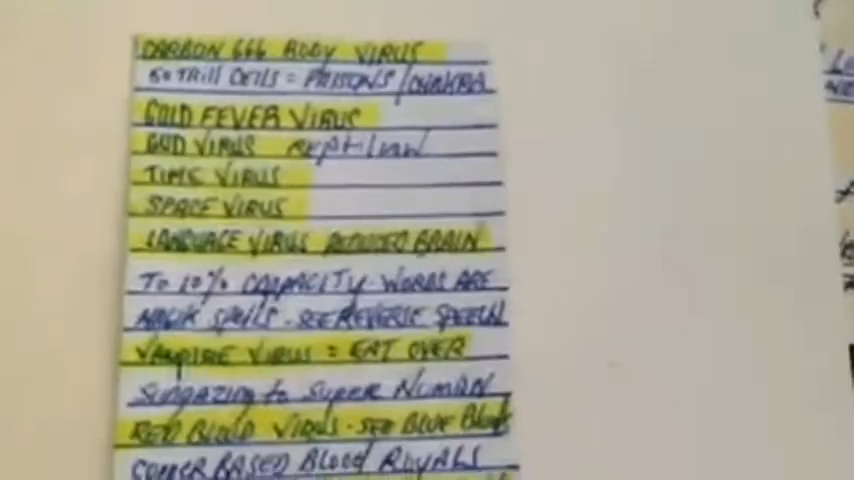 CARBON 666 BODY VIRUS
50 TRILL CELLS = PRISONS / CHAKRA
GOLD FEVER VIRUS
GOD VIRUS REPTILIAN
TIME VIRUS
SPACE VIRUS
LANGUAGE VIRUS REDUCED BRAIN
TO 10% CAPACITY - WORDS ARE
MAGIK SPELLS - SEE REVERSE SPEECH
VAMPIRE VIRUS = EAT OVER
SUNGAZING to SUPER HUMAN
RED BLOOD VIRUS - SEE BLUE BLOOD
COPPER BASED BLOOD ROYALS